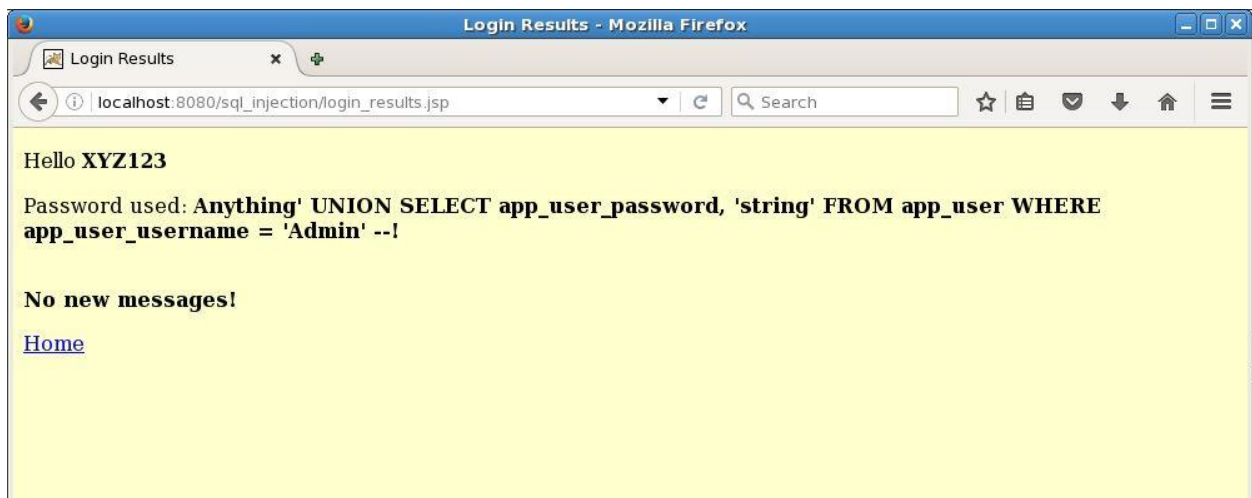 Login Results - Mozilla Firefox
Login Results
localhost:8080/sql_injection/login_results.jsp
Search
Hello XYZ123
Password used: Anything' UNION SELECT app_user_password, 'string' FROM app_user WHERE
app_user_username = 'Admin' --!
No new messages!
Home